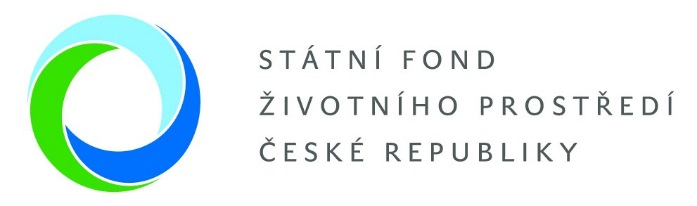 STÁTNÍ FOND
ŽIVOTNÍHO PROSTŘEDÍ
ČESKÉ REPUBLIKY